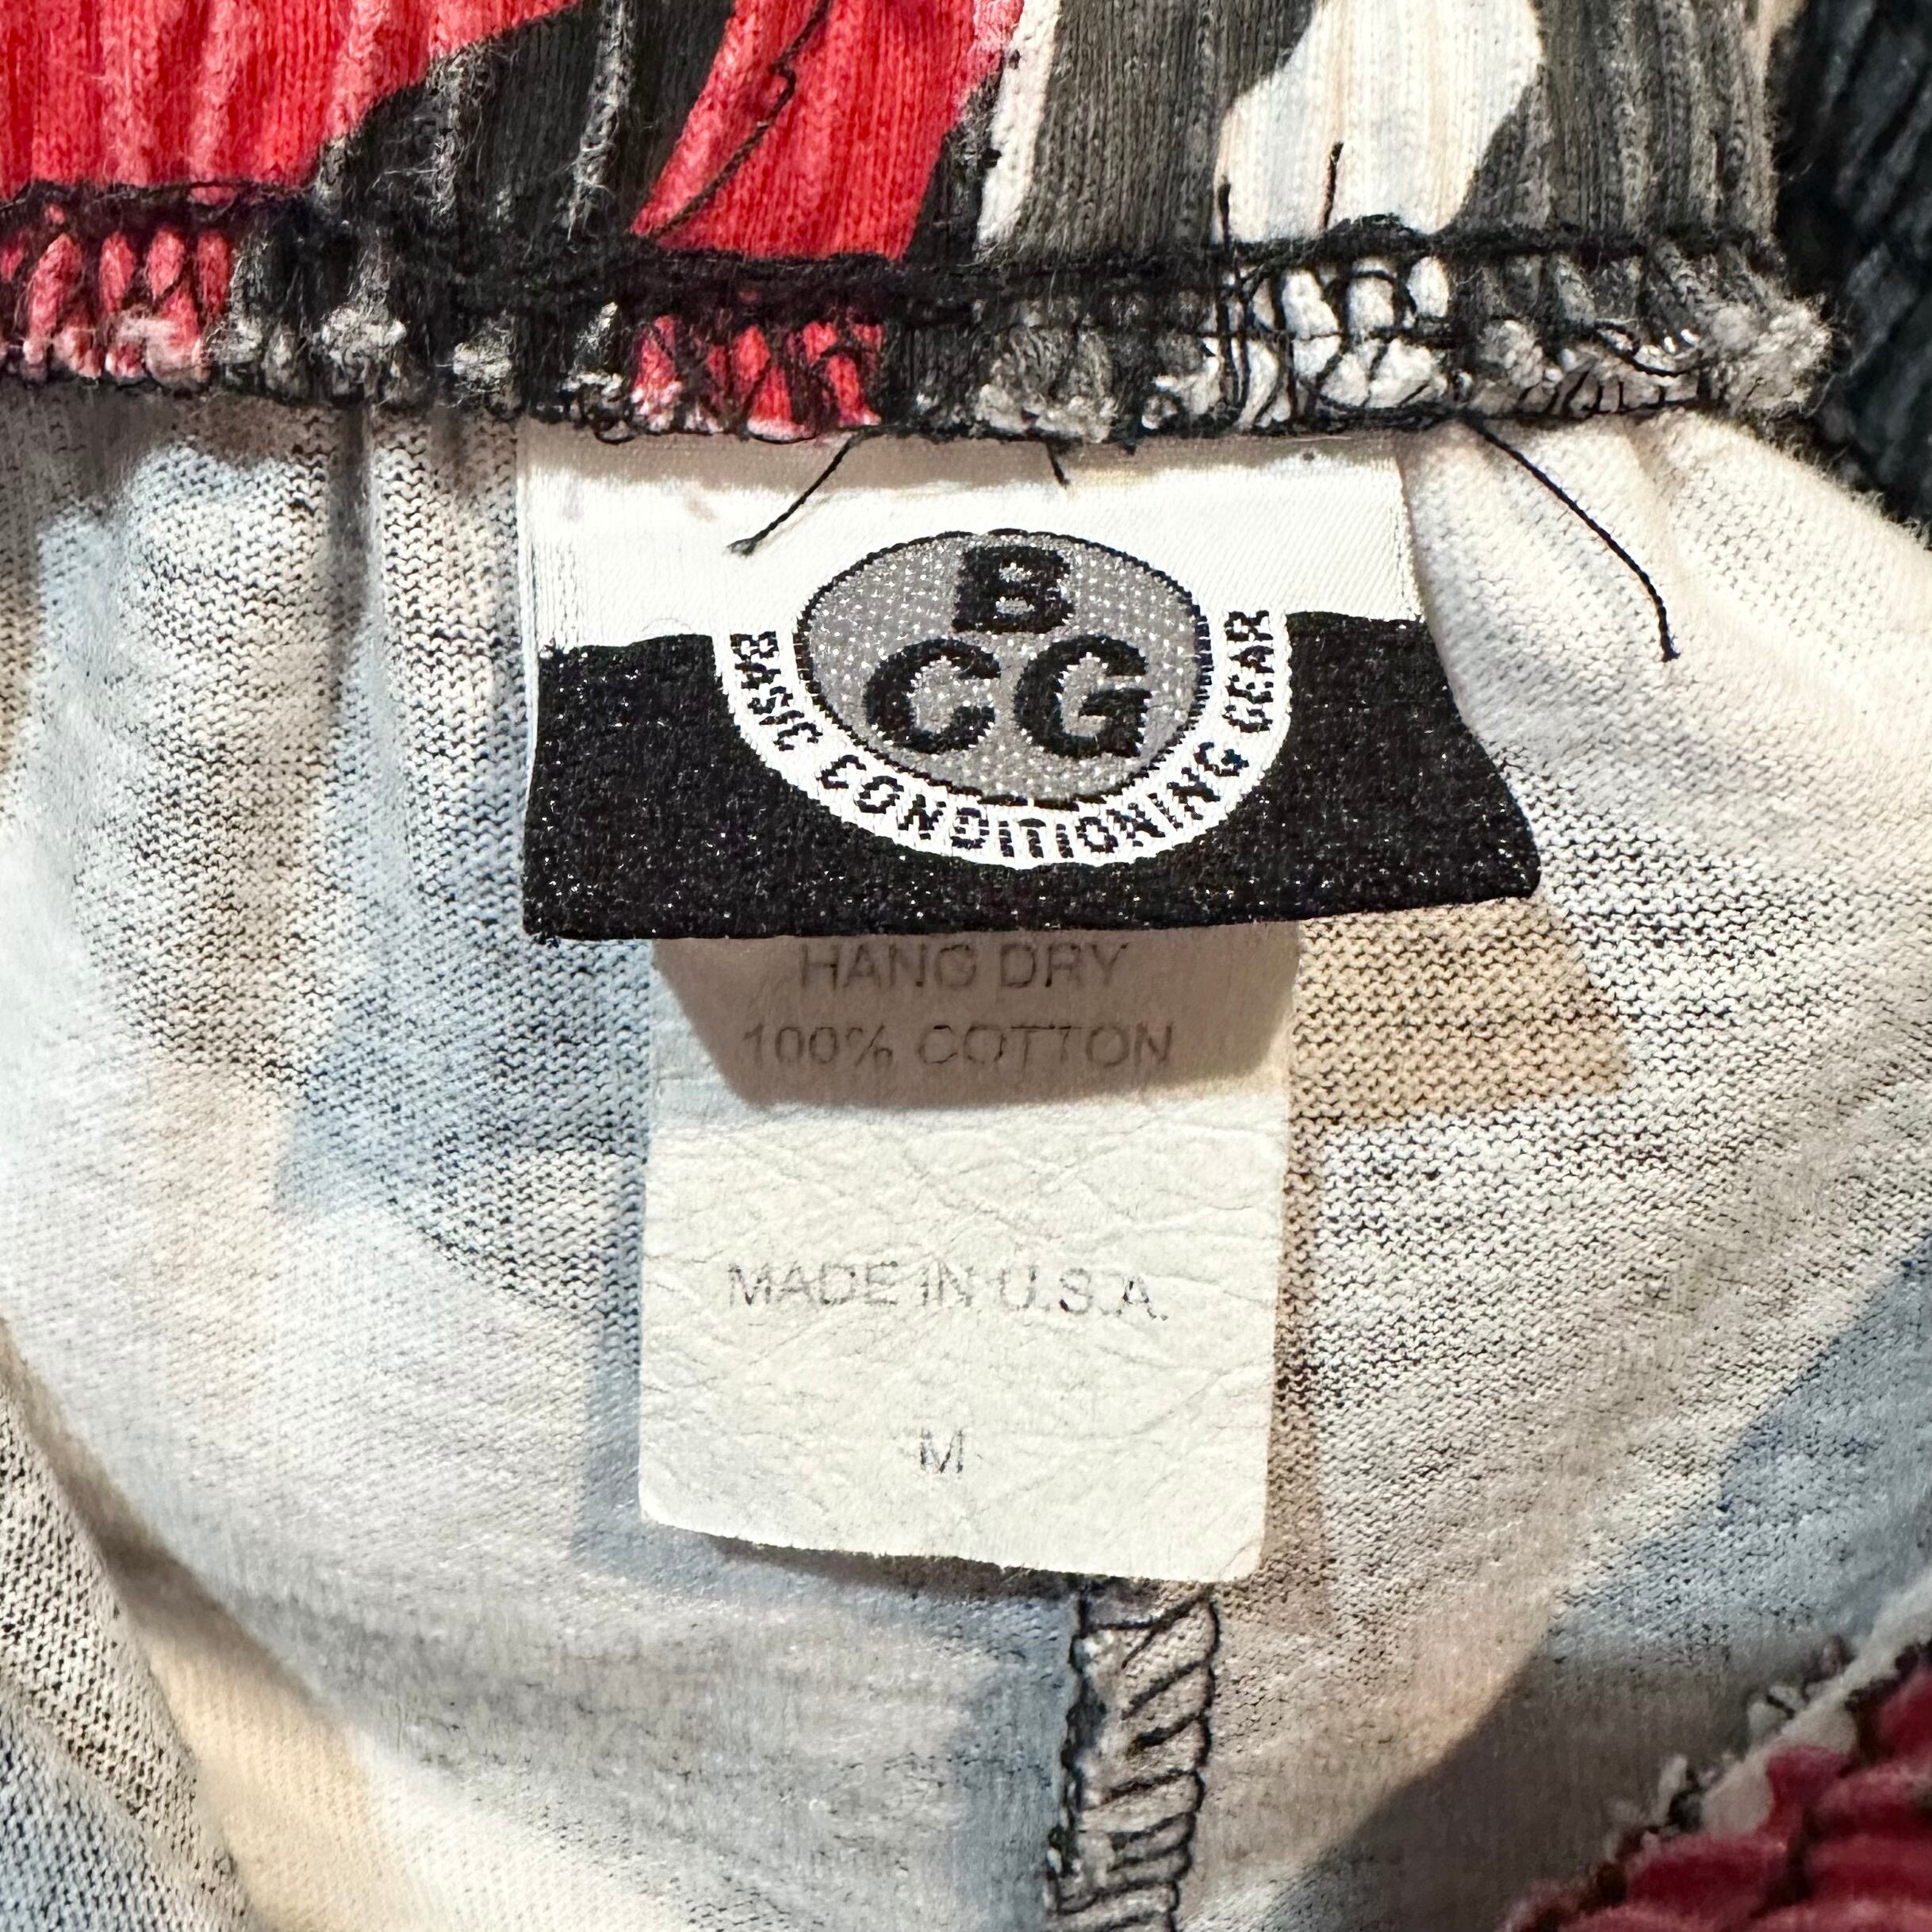 B
CG
BASIC CONDITIONING GEAR
HANG DRY
100% COTTON
MADE IN U.S.A.
M